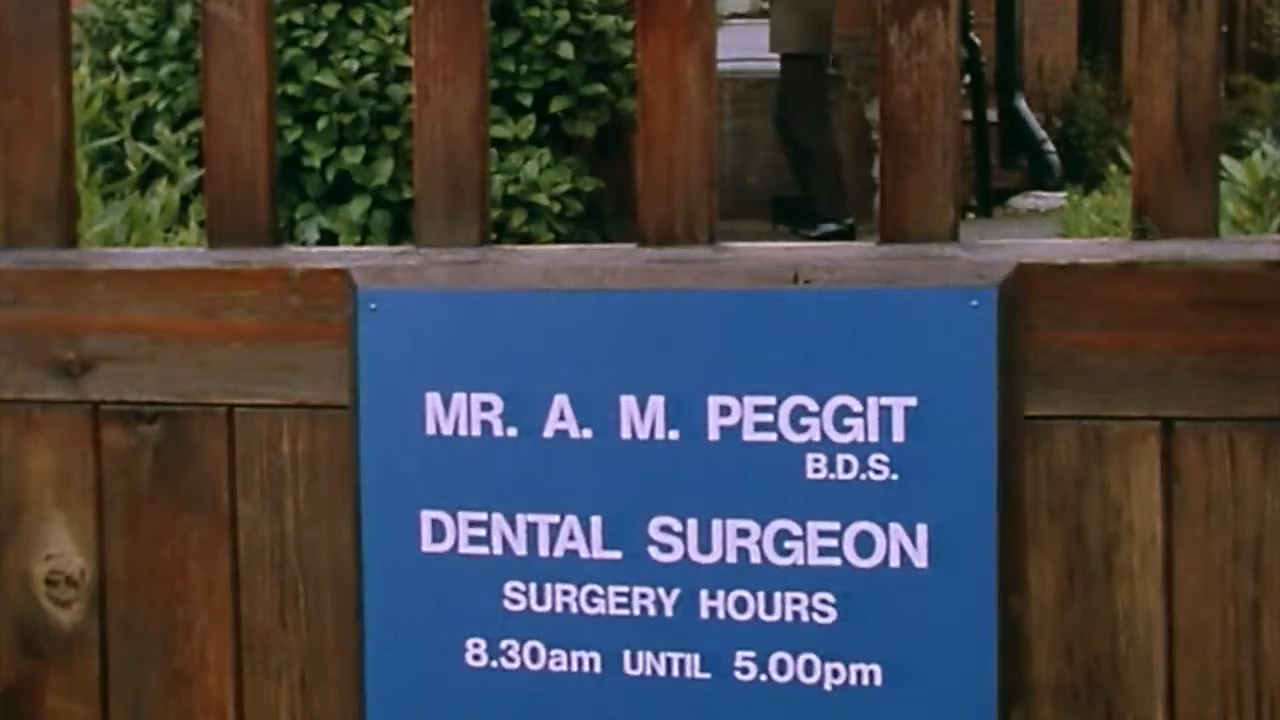 MR. A. M. PEGGIT
B.D.S.
DENTAL SURGEON
SURGERY HOURS
8.30am UNTIL 5.00pm